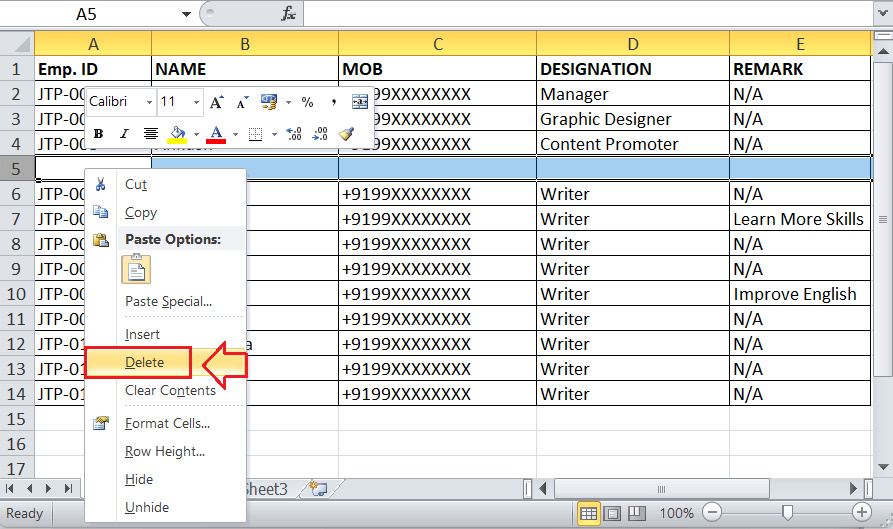 A5
fx
A B C D E
1 Emp. ID NAME MOB DESIGNATION REMARK
2 JTP-00 Calibri 11 % , 99XXXXXXXX Manager N/A
3 JTP-00 99XXXXXXXX Graphic Designer N/A
4 B I A Content Promoter N/A
5
Cut
6 JTP-00 +9199XXXXXXXX Writer N/A
Copy
7 JTP-00 +9199XXXXXXXX Writer Learn More Skills
Paste Options:
8 JTP-00 +9199XXXXXXXX Writer N/A
9 JTP-00 +9199XXXXXXXX Writer N/A
10 JTP-00 +9199XXXXXXXX Writer Improve English
Paste Special...
11 JTP-00 +9199XXXXXXXX Writer N/A
Insert
12 JTP-01 a +9199XXXXXXXX Writer N/A
Delete
13 JTP-01 +9199XXXXXXXX Writer N/A
Clear Contents
14 JTP-01 +9199XXXXXXXX Writer N/A
15
Format Cells...
16
Row Height...
17
Hide
Sheet3
Unhide
Ready 100%